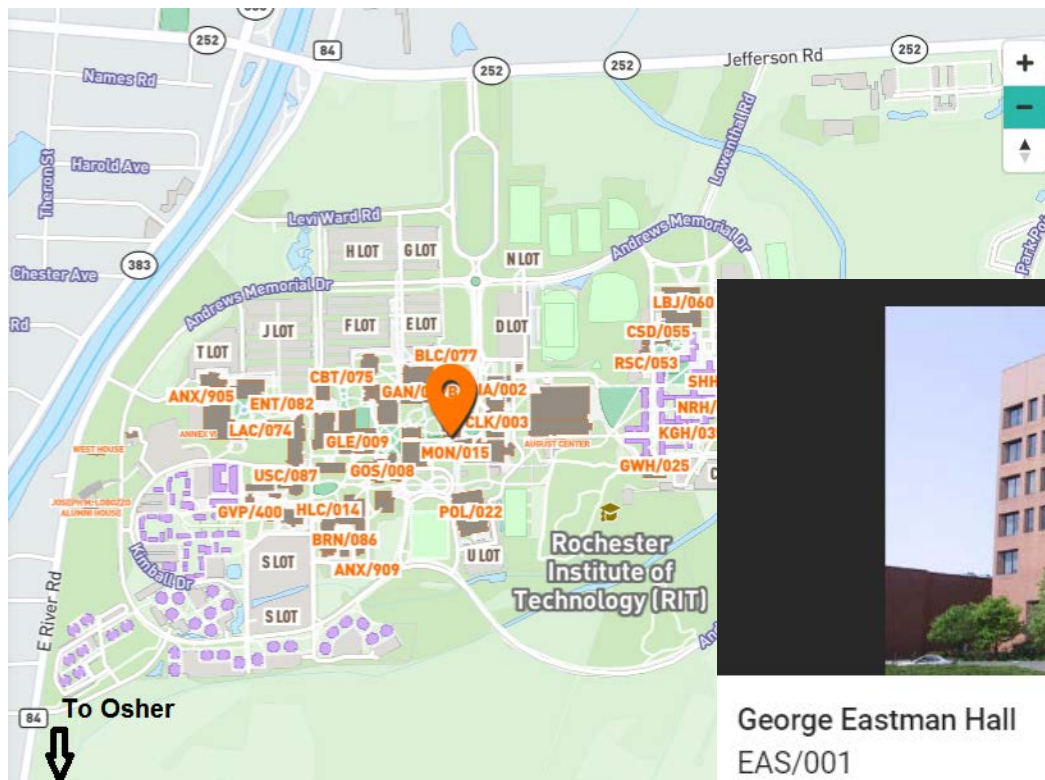 383
252
84
252
252
252
Jefferson Rd
Names Rd
Harold Ave
Theron St
Chester Ave
Rd
383
Lowenthal Rd
Levi Ward Rd
Andrews Memorial Dr
Andrews Memorial Dr
Park Poi
H LOT
G LOT
N LOT
J LOT
F LOT
E LOT
D LOT
T LOT
LBJ/060
CSD/055
RSC/053
SHH
BLC/077
CBT/075
GAN/0
IA/002
ANX/905
ENT/082
CLK/003
NRH/
LAC/074
GLE/009
AUGUST CENTER
KGH/03
ANNEX VI
WEST HOUSE
MON/015
USC/087
GOS/008
GWH/025
JOSEPH M. LOBOZZO
ALUMNI HOUSE
GVP/400
HLC/014
POL/022
BRN/086
U LOT
ANX/909
S LOT
S LOT
Kimball Dr
E River Rd
Rochester
Institute of
Technology (RIT)
84
To Osher
George Eastman Hall
EAS/001
+
−